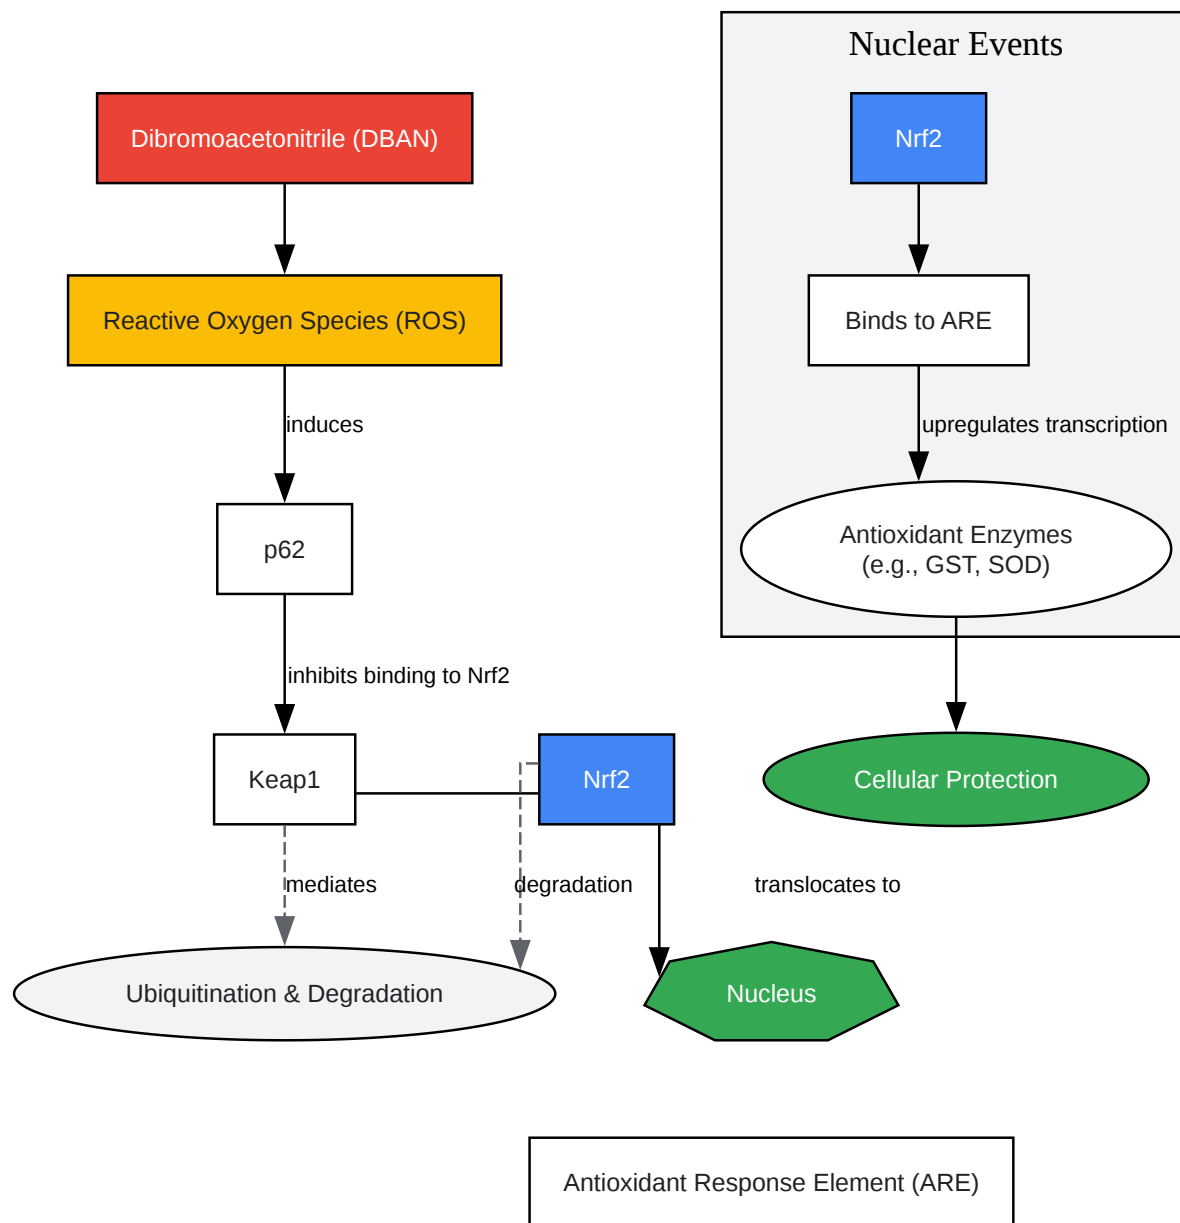 Nuclear Events
Dibromoacetonitrile (DBAN)
Nrf2
Reactive Oxygen Species (ROS)
Binds to ARE
induces
upregulates transcription
p62
Antioxidant Enzymes
(e.g., GST, SOD)
inhibits binding to Nrf2
Keap1
Nrf2
Cellular Protection
mediates
degradation
translocates to
Ubiquitination & Degradation
Nucleus
Antioxidant Response Element (ARE)